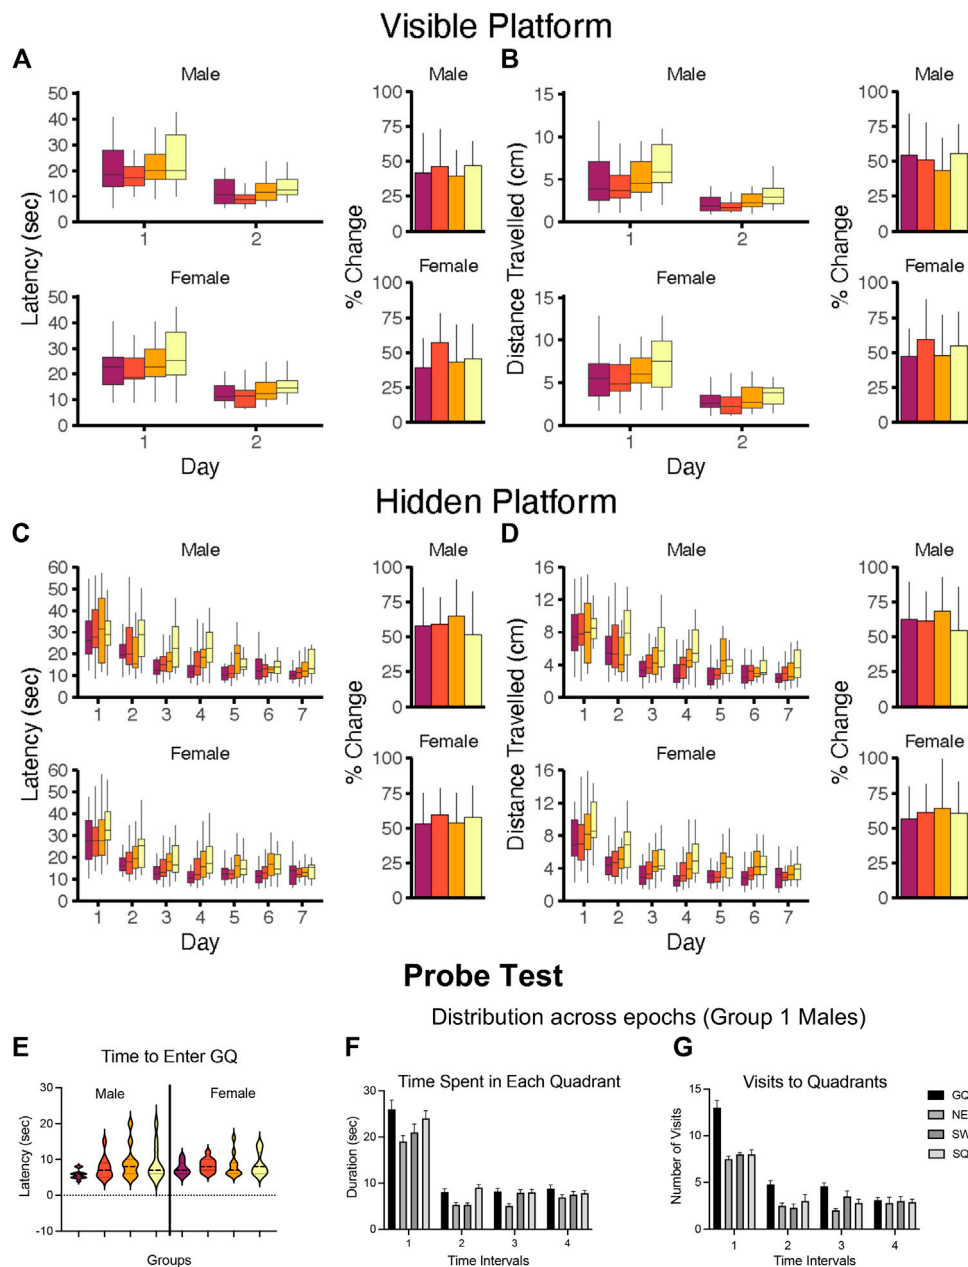 Visible Platform
A
Male
Latency (sec)
50
40
30
20
10
0
1
2
Female
50
40
30
20
10
0
1
2
Day
% Change
Male
100
75
50
25
0
Female
100
75
50
25
0
B
Male
Distance Travelled (cm)
15
10
5
0
1
2
Female
15
10
5
0
1
2
Day
% Change
Male
100
75
50
25
0
Female
100
75
50
25
0
Hidden Platform
C
Male
Latency (sec)
60
50
40
30
20
10
0
1 2 3 4 5 6 7
Female
60
50
40
30
20
10
0
1 2 3 4 5 6 7
Day
% Change
Male
100
75
50
25
0
Female
100
75
50
25
0
D
Male
Distance Travelled (cm)
16
12
8
4
0
1 2 3 4 5 6 7
Female
16
12
8
4
0
1 2 3 4 5 6 7
Day
% Change
Male
100
75
50
25
0
Female
100
75
50
25
0
Probe Test
Distribution across epochs (Group 1 Males)
E
Time to Enter GQ
Male
Female
Latency (sec)
30
20
10
0
-10
Groups
F
Time Spent in Each Quadrant
Duration (sec)
30
20
10
0
1 2 3 4
Time Intervals
G
Visits to Quadrants
Number of Visits
15
10
5
0
1 2 3 4
Time Intervals
GQ
NE
SW
SQ